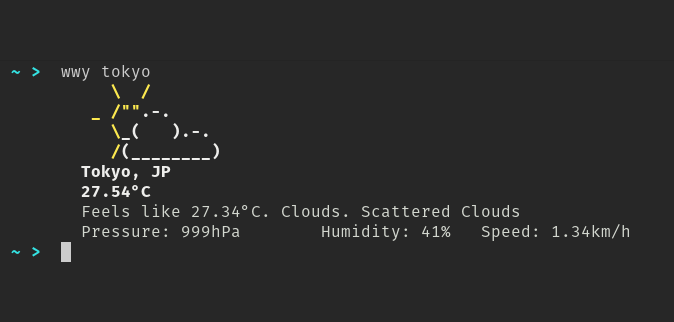 ~ >  wwy tokyo
          \  /
        _ /"".-.
          \_(   ).-.
          /(________)
       Tokyo, JP
       27.54°C
       Feels like 27.34°C. Clouds. Scattered Clouds
       Pressure: 999hPa        Humidity: 41%   Speed: 1.34km/h
~ >